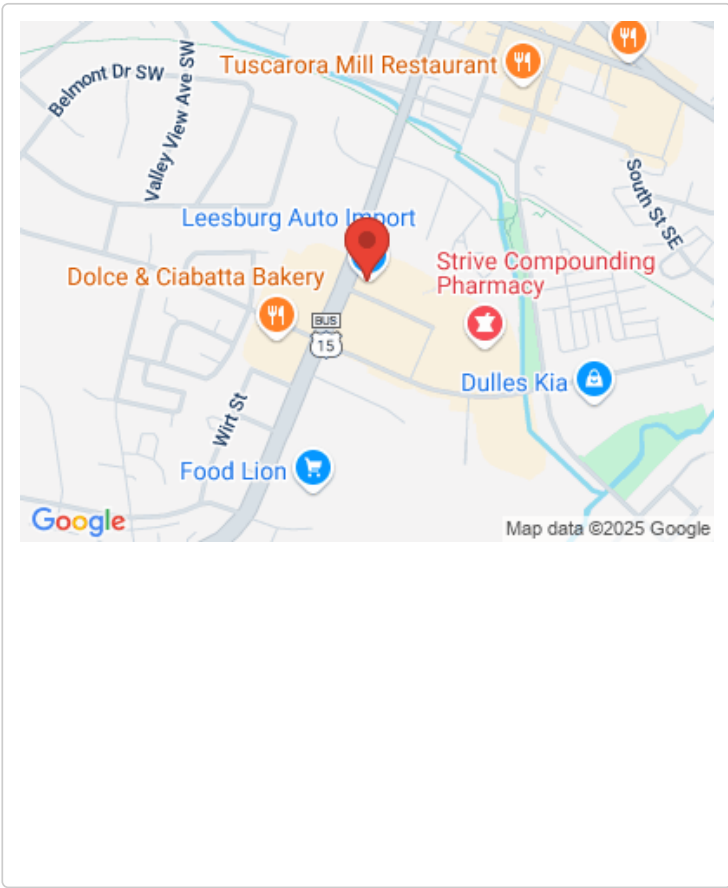 Tuscarora Mill Restaurant
Belmont Dr SW
Valley View Ave SW
South St SE
Leesburg Auto Import
Strive Compounding
Pharmacy
Dolce & Ciabatta Bakery
BUS
15
Dulles Kia
Wirt St
Food Lion
Google
Map data ©2025 Google